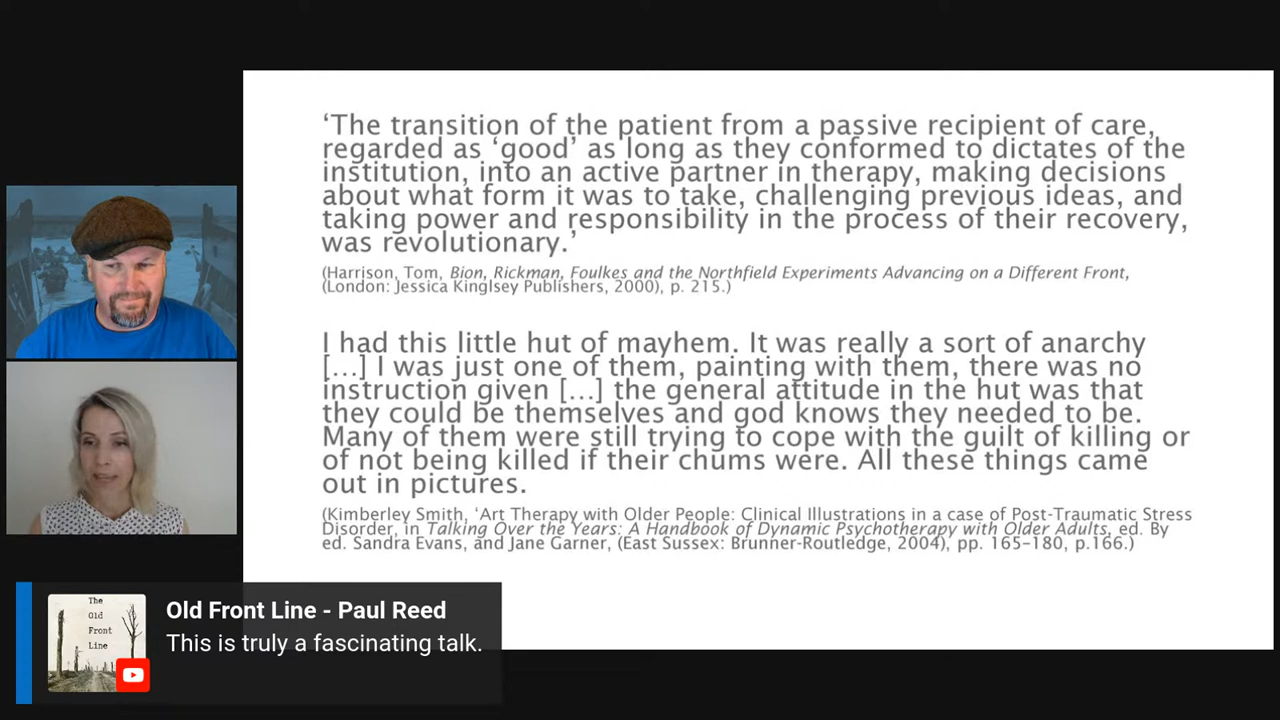 ‘The transition of the patient from a passive recipient of care,
regarded as ‘good’ as long as they conformed to dictates of the
institution, into an active partner in therapy, making decisions
about what form it was to take, challenging previous ideas, and
taking power and responsibility in the process of their recovery,
was revolutionary.’
(Harrison, Tom, Bion, Rickman, Foulkes and the Northfield Experiments Advancing on a Different Front,
(London: Jessica Kinglsey Publishers, 2000), p. 215.)
I had this little hut of mayhem. It was really a sort of anarchy
[…] I was just one of them, painting with them, there was no
instruction given […] the general attitude in the hut was that
they could be themselves and god knows they needed to be.
Many of them were still trying to cope with the guilt of killing or
of not being killed if their chums were. All these things came
out in pictures.
(Kimberley Smith, ‘Art Therapy with Older People: Clinical Illustrations in a case of Post-Traumatic Stress
Disorder, in Talking Over the Years: A Handbook of Dynamic Psychotherapy with Older Adults, ed. By
ed. Sandra Evans, and Jane Garner, (East Sussex: Brunner-Routledge, 2004), pp. 165–180, p.166.)
The
Old
Front
Line
Old Front Line - Paul Reed
This is truly a fascinating talk.